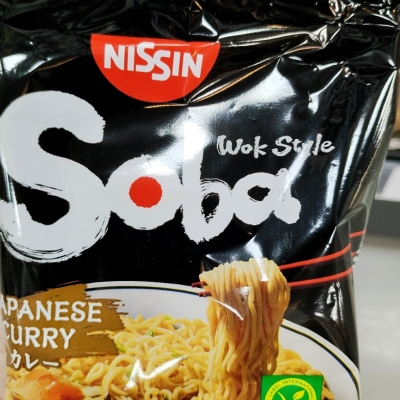 NISSIN
Soba
Wok Style
APANESE
CURRY
カレー